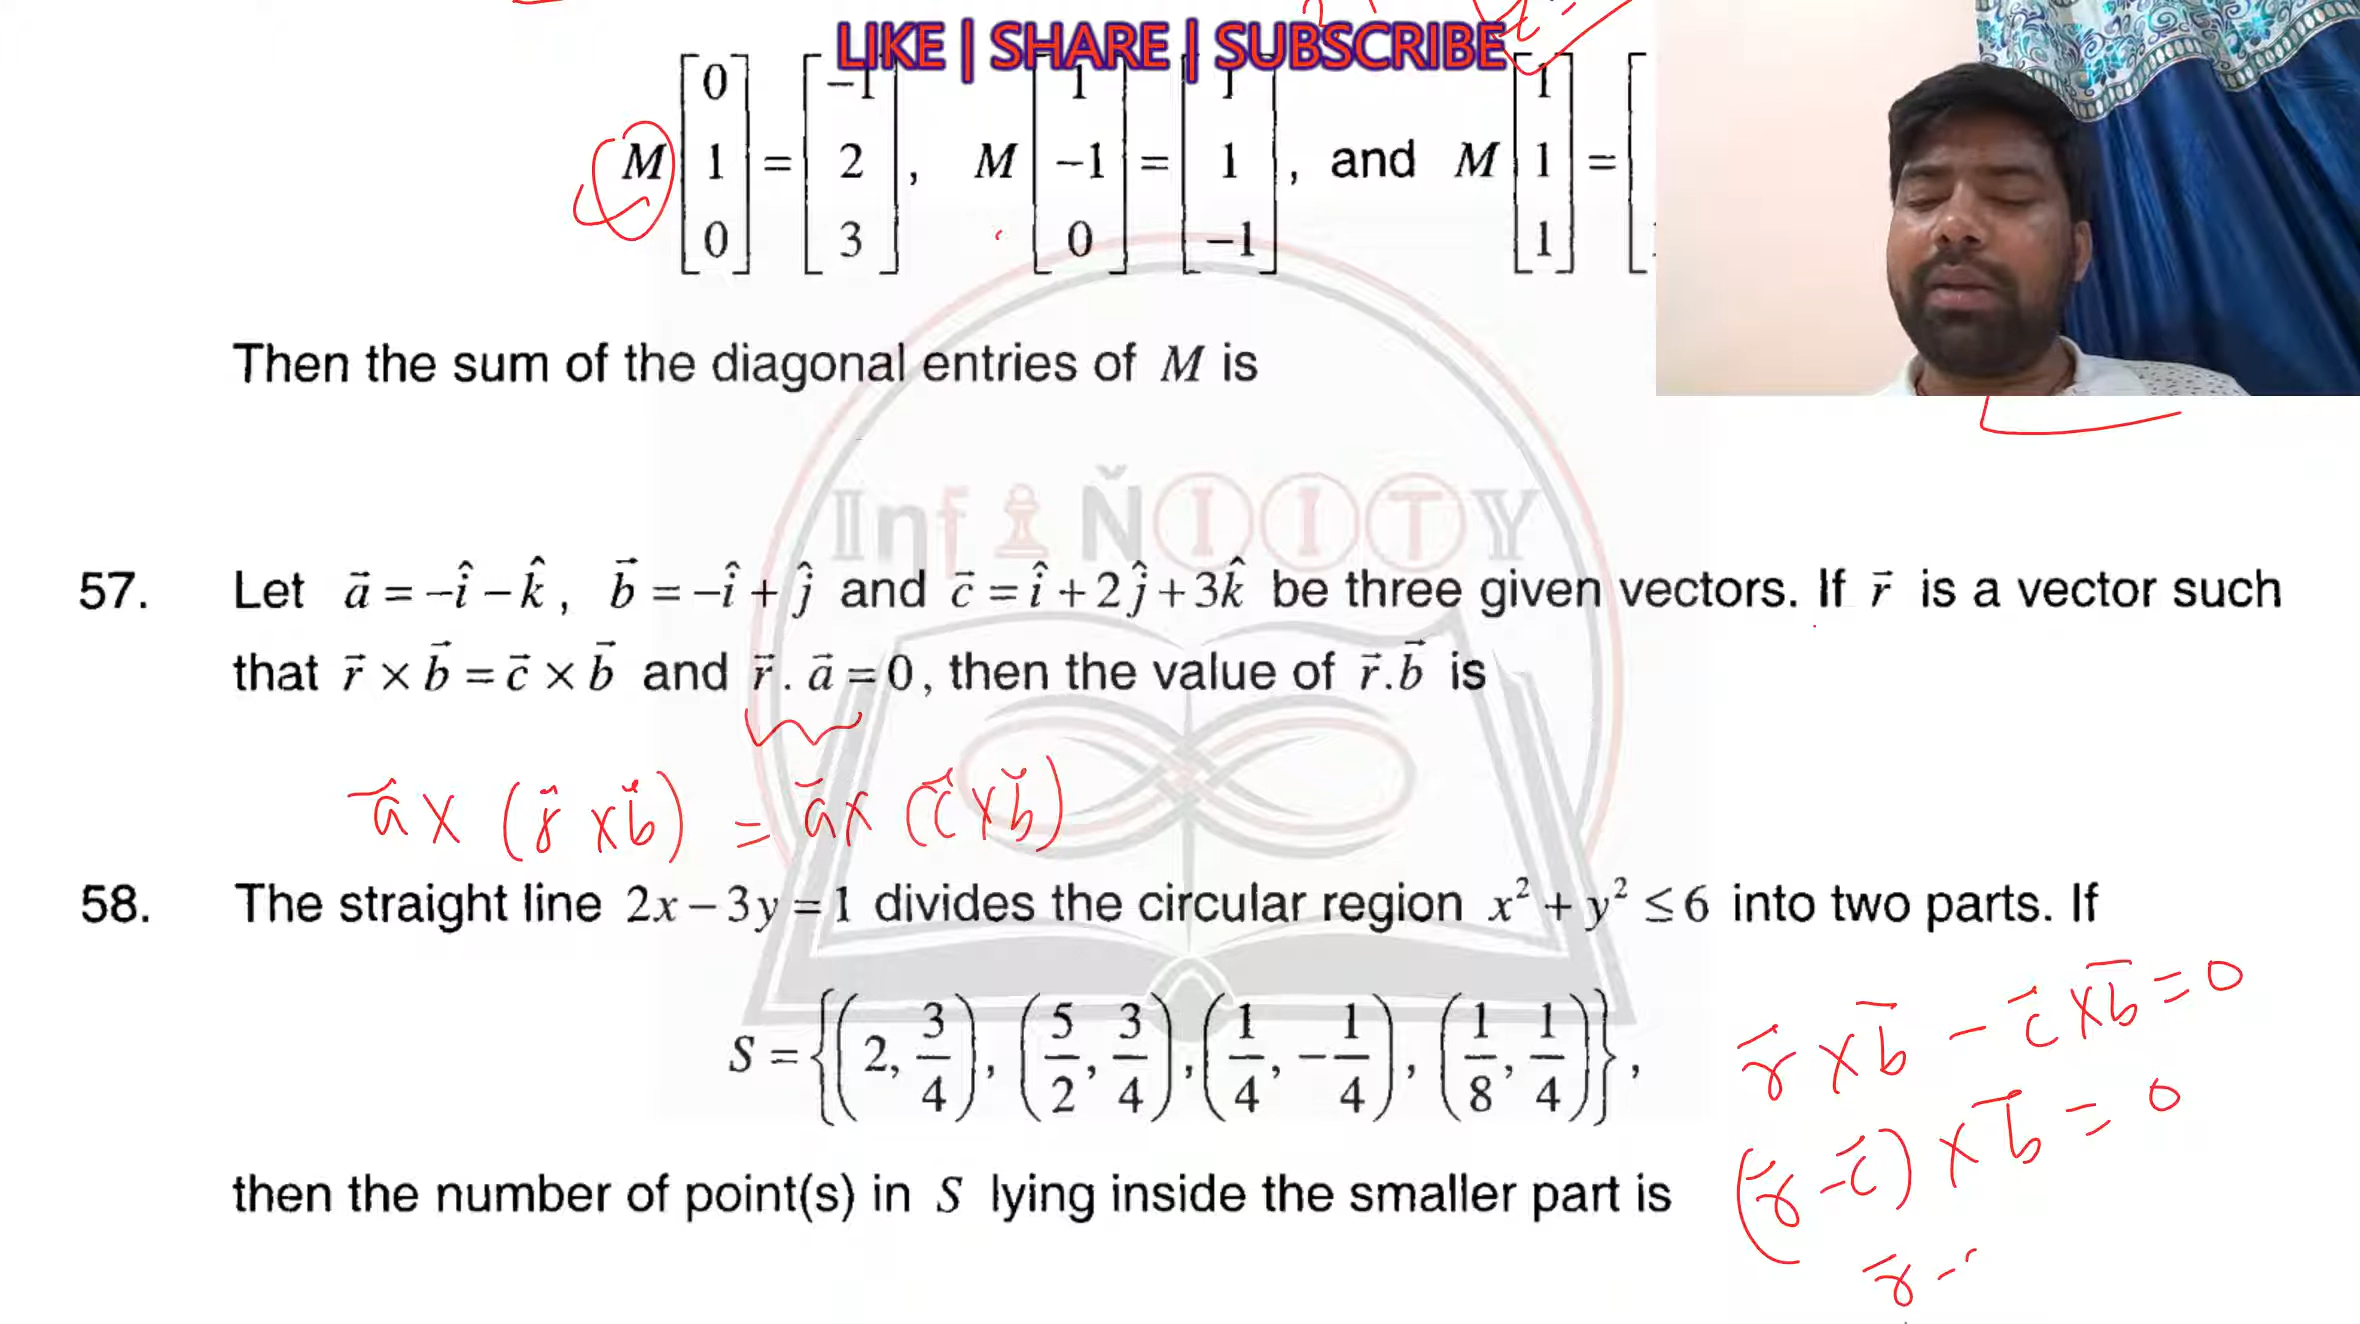 LIKE | SHARE | SUBSCRIBE
M [0 1 0] = [-1 2 3], M [1 -1 0] = [1 1 -1], and M [1 1 1] = [
Then the sum of the diagonal entries of M is
InfiÑIITY
57. Let a⃗ = -î - k̂, b⃗ = -î + ĵ and c⃗ = î + 2ĵ + 3k̂ be three given vectors. If r⃗ is a vector such
that r⃗ × b⃗ = c⃗ × b⃗ and r⃗ . a⃗ = 0, then the value of r⃗.b⃗ is
a⃗ × (r⃗ × b⃗) = a⃗ × (c⃗ × b⃗)
58. The straight line 2x - 3y = 1 divides the circular region x² + y² ≤ 6 into two parts. If
S = {(2, 3/4), (5/2, 3/4), (1/4, -1/4), (1/8, 1/4)},
then the number of point(s) in S lying inside the smaller part is
r⃗ × b⃗ - c⃗ × b⃗ = 0
(r⃗ - c⃗) × b⃗ = 0
r⃗ -